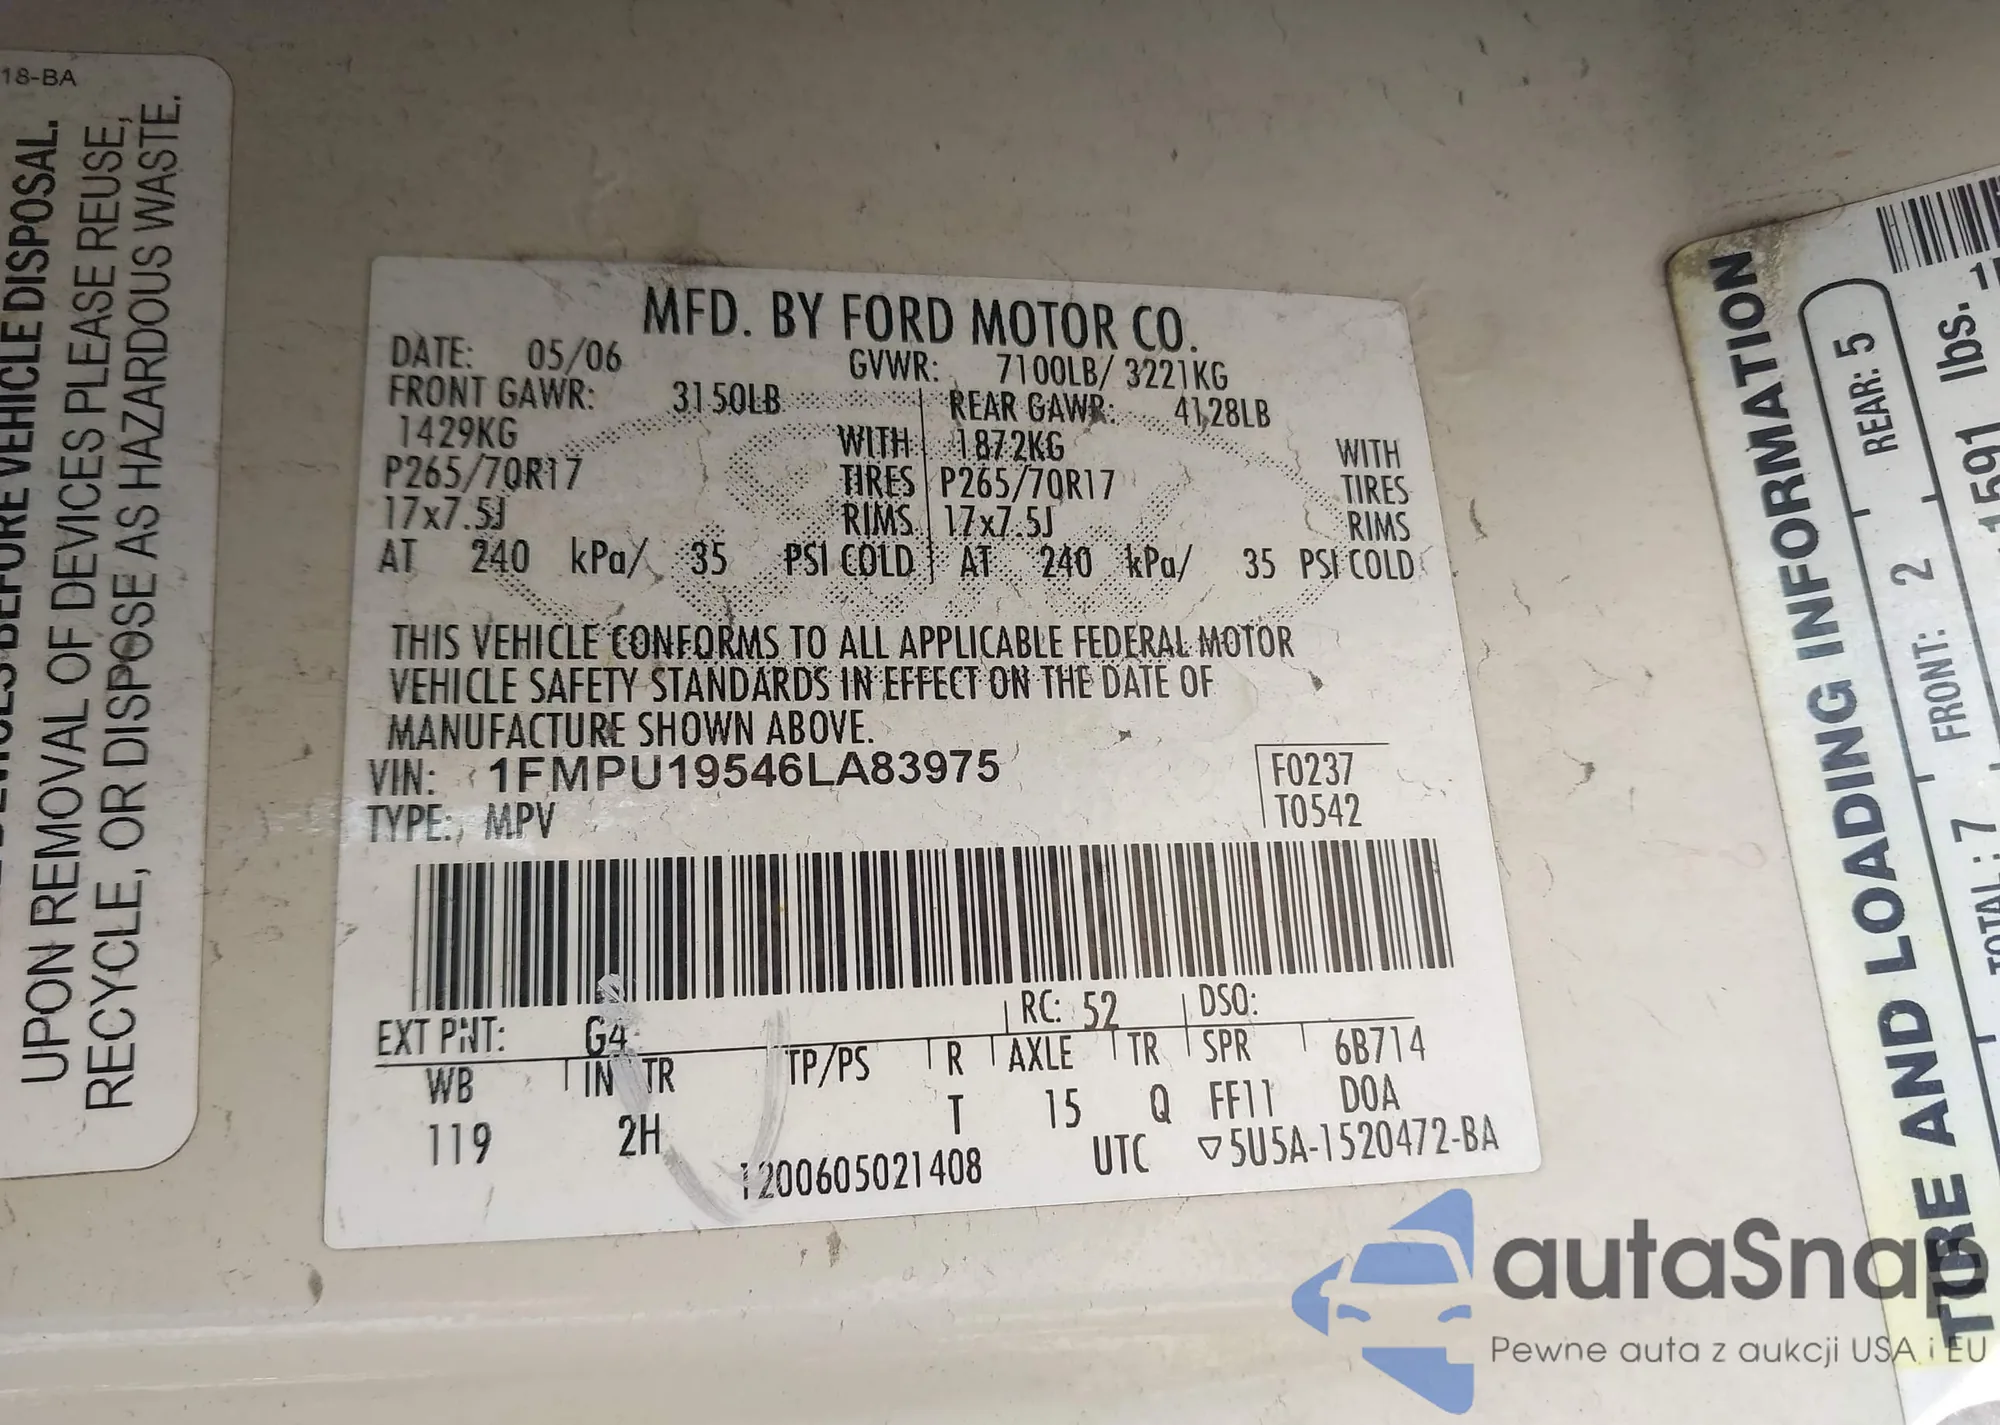 18-BA
DEVICES BEFORE VEHICLE DISPOSAL.
UPON REMOVAL OF DEVICES PLEASE REUSE,
RECYCLE, OR DISPOSE AS HAZARDOUS WASTE.
MFD. BY FORD MOTOR CO.
DATE: 05/06 GVWR: 7100LB/ 3221KG
FRONT GAWR: 3150LB REAR GAWR: 4128LB
1429KG WITH 1872KG WITH
P265/70R17 TIRES P265/70R17 TIRES
17x7.5J RIMS 17x7.5J RIMS
AT 240 kPa/ 35 PSI COLD AT 240 kPa/ 35 PSI COLD
THIS VEHICLE CONFORMS TO ALL APPLICABLE FEDERAL MOTOR
VEHICLE SAFETY STANDARDS IN EFFECT ON THE DATE OF
MANUFACTURE SHOWN ABOVE.
VIN: 1FMPU19546LA83975 F0237
TYPE: MPV T0542
RC: 52 DSO:
EXT PNT: G4
WB IN TR TP/PS R AXLE TR SPR 6B714
119 2H T 15 Q FF11 DOA
1200605021408 UTC ▽5U5A-1520472-BA
TIRE AND LOADING INFORMATION
TOTAL: 7 FRONT: 2 REAR: 5
1591 lbs.
autaSnap
Pewne auta z aukcji USA i EU